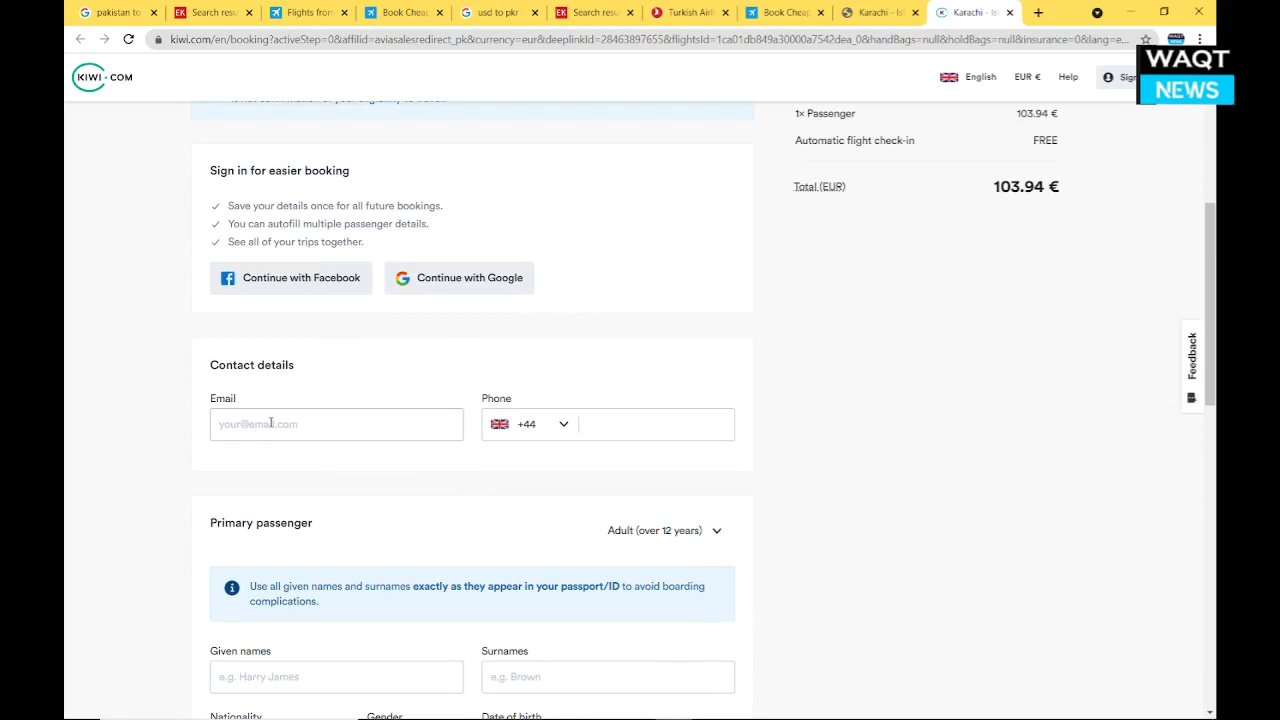 pakistan to
Search resu
Flights from
Book Cheap
usd to pkr -
Search resu
Turkish Airl
Book Cheap
Karachi - Isl
Karachi - Isl
kiwi.com/en/booking?activeStep=0&affilid=aviasalesredirect_pk&currency=eur&deeplinkId=28463897655&flightsId=1ca01db849a30000a7542dea_0&handBags=null&holdBags=null&insurance=0&lang=e...
KIWI.COM
English
EUR €
Help
Sign
WAQT
NEWS
1x Passenger
103.94 €
Automatic flight check-in
FREE
Total (EUR)
103.94 €
Sign in for easier booking
Save your details once for all future bookings.
You can autofill multiple passenger details.
See all of your trips together.
Continue with Facebook
Continue with Google
Contact details
Email
Phone
your@email.com
+44
Feedback
Primary passenger
Adult (over 12 years)
Use all given names and surnames exactly as they appear in your passport/ID to avoid boarding
complications.
Given names
Surnames
e.g. Harry James
e.g. Brown
Nationality
Gender
Date of birth